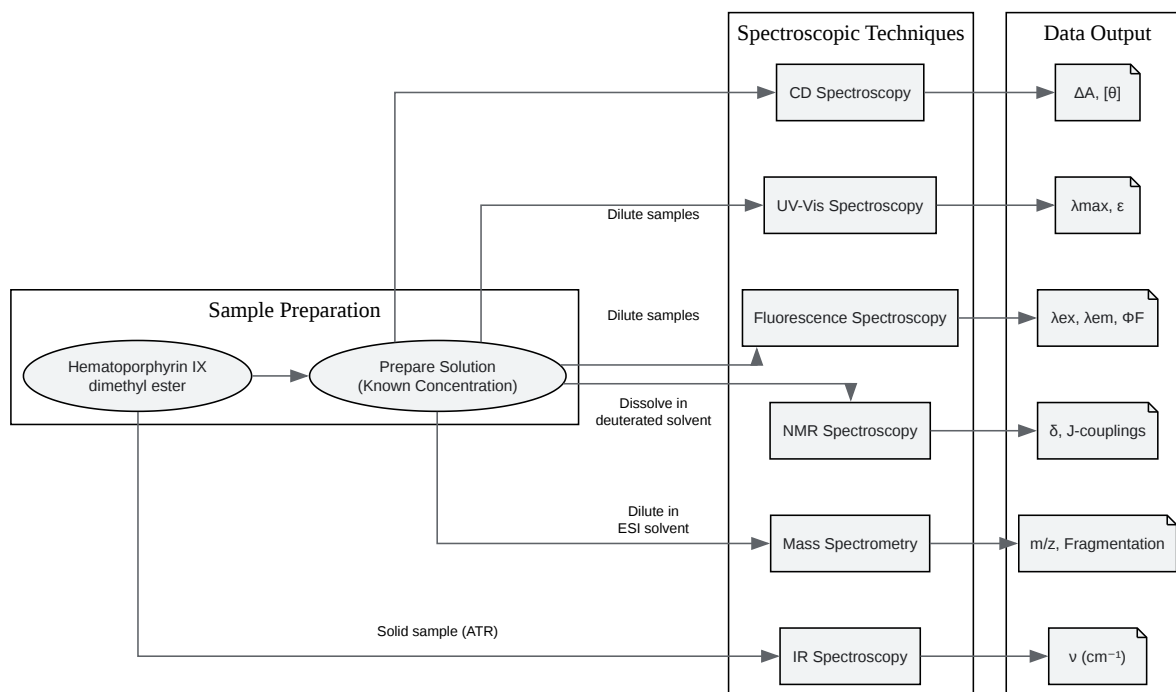 Spectroscopic Techniques
Data Output
CD Spectroscopy
ΔA, [θ]
Dilute samples
UV-Vis Spectroscopy
λmax, ε
Sample Preparation
Dilute samples
Fluorescence Spectroscopy
λex, λem, ΦF
Hematoporphyrin IX
dimethyl ester
Prepare Solution
(Known Concentration)
Dissolve in
deuterated solvent
NMR Spectroscopy
δ, J-couplings
Dilute in
ESI solvent
Mass Spectrometry
m/z, Fragmentation
Solid sample (ATR)
IR Spectroscopy
ν (cm⁻¹)